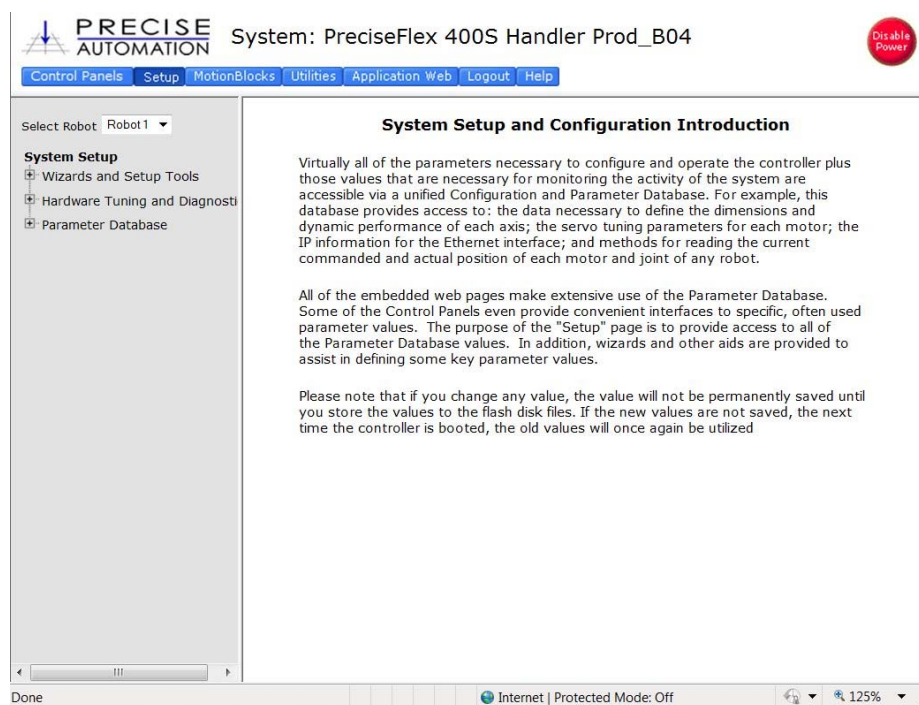 PRECISE
AUTOMATION
System: PreciseFlex 400S Handler Prod_B04
Disable
Power
Control Panels Setup MotionBlocks Utilities Application Web Logout Help
Select Robot Robot1
System Setup
Wizards and Setup Tools
Hardware Tuning and Diagnosti
Parameter Database
System Setup and Configuration Introduction
Virtually all of the parameters necessary to configure and operate the controller plus
those values that are necessary for monitoring the activity of the system are
accessible via a unified Configuration and Parameter Database. For example, this
database provides access to: the data necessary to define the dimensions and
dynamic performance of each axis; the servo tuning parameters for each motor; the
IP information for the Ethernet interface; and methods for reading the current
commanded and actual position of each motor and joint of any robot.
All of the embedded web pages make extensive use of the Parameter Database.
Some of the Control Panels even provide convenient interfaces to specific, often used
parameter values. The purpose of the "Setup" page is to provide access to all of
the Parameter Database values. In addition, wizards and other aids are provided to
assist in defining some key parameter values.
Please note that if you change any value, the value will not be permanently saved until
you store the values to the flash disk files. If the new values are not saved, the next
time the controller is booted, the old values will once again be utilized
Done
Internet | Protected Mode: Off
125%